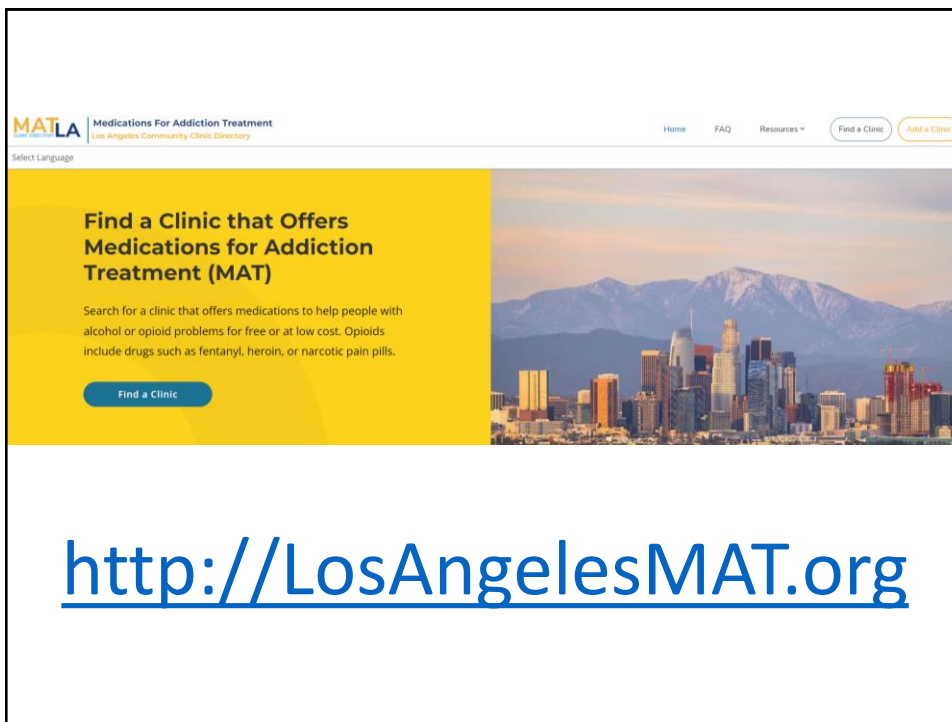 MATLA
CLINIC DIRECTORY
Medications For Addiction Treatment
Los Angeles Community Clinic Directory
Home FAQ Resources Find a Clinic Add a Clinic
Select Language
Find a Clinic that Offers
Medications for Addiction
Treatment (MAT)
Search for a clinic that offers medications to help people with
alcohol or opioid problems for free or at low cost. Opioids
include drugs such as fentanyl, heroin, or narcotic pain pills.
Find a Clinic
http://LosAngelesMAT.org